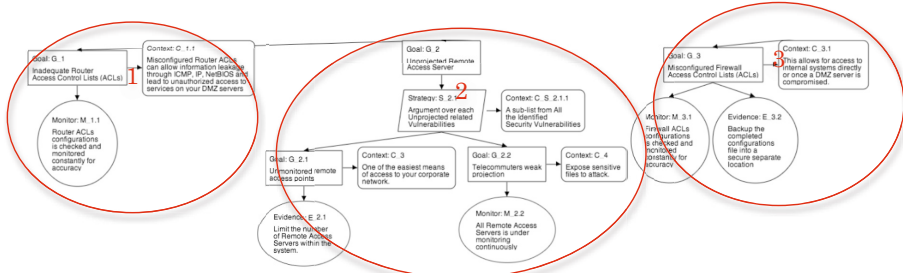 Goal: G_1
Inadequate Router
Access Control Lists (ACLs)
1
Context: C_1.1
Misconfigured Router ACLs
can allow information leakage
through ICMP, IP, NetBIOS and
lead to unauthorized access to
services on your DMZ servers
Monitor: M_1.1
Router ACLs
configurations
is checked and
monitored
constantly for
accuracy
Goal: G_2
Unprojected Remote
Access Server
2
Strategy: S_2.1
Argument over each
Unprojected related
Vulnerabilities
Context: C_S_2.1.1
A sub-list from All
the Identified
Security Vulnerabilities
Goal: G_2.1
Unmonitored remote
access points
Context: C_3
One of the easiest means
of access to your corporate
network.
Goal: G_2.2
Telecommuters weak
projection
Context: C_4
Expose sensitive
files to attack.
Evidence: E_2.1
Limit the number
of Remote Access
Servers within the
system.
Monitor: M_2.2
All Remote Access
Servers is under
monitoring
continuously
Goal: G_3
Misconfigured Firewall
Access Control Lists (ACLs)
3
Context: C_3.1
This allows for access to
internal systems directly
or once a DMZ server is
compromised.
Monitor: M_3.1
Firewall ACLs
configurations
is checked and
monitored
constantly for
accuracy
Evidence: E_3.2
Backup the
completed
configurations
file into a
secure separate
location